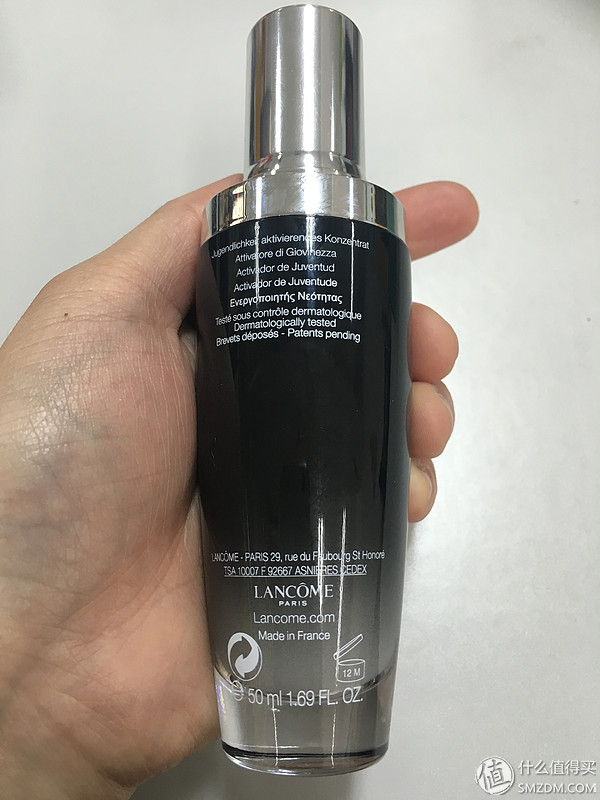 Jugendlichkeit aktivierendes Konzentrat
Attivatore di Giovinezza
Activador de Juventud
Activador de Juventude
Ενεργοποιητής Νεότητας
Testé sous contrôle dermatologique
Dermatologically tested
Brevets déposés - Patents pending
LANCÔME - PARIS 29, rue du Faubourg St Honoré
TSA 10007 F 92667 ASNIERES CEDEX
LANCÔME
PARIS
Lancome.com
Made in France
12 M
℮ 50 ml 1.69 FL. OZ.
值 什么值得买
SMZDM.COM